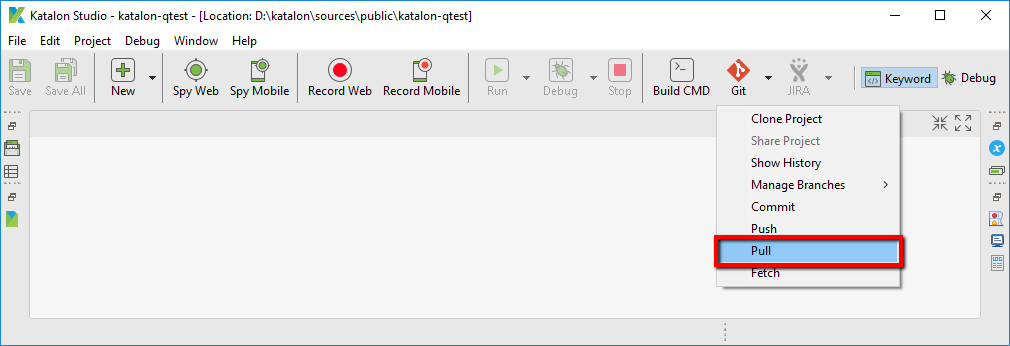 Katalon Studio - katalon-qtest - [Location: D:\katalon\sources\public\katalon-qtest]
File Edit Project Debug Window Help
Save Save All New Spy Web Spy Mobile Record Web Record Mobile Run Debug Stop Build CMD Git JIRA Keyword Debug
Clone Project
Share Project
Show History
Manage Branches
Commit
Push
Pull
Fetch